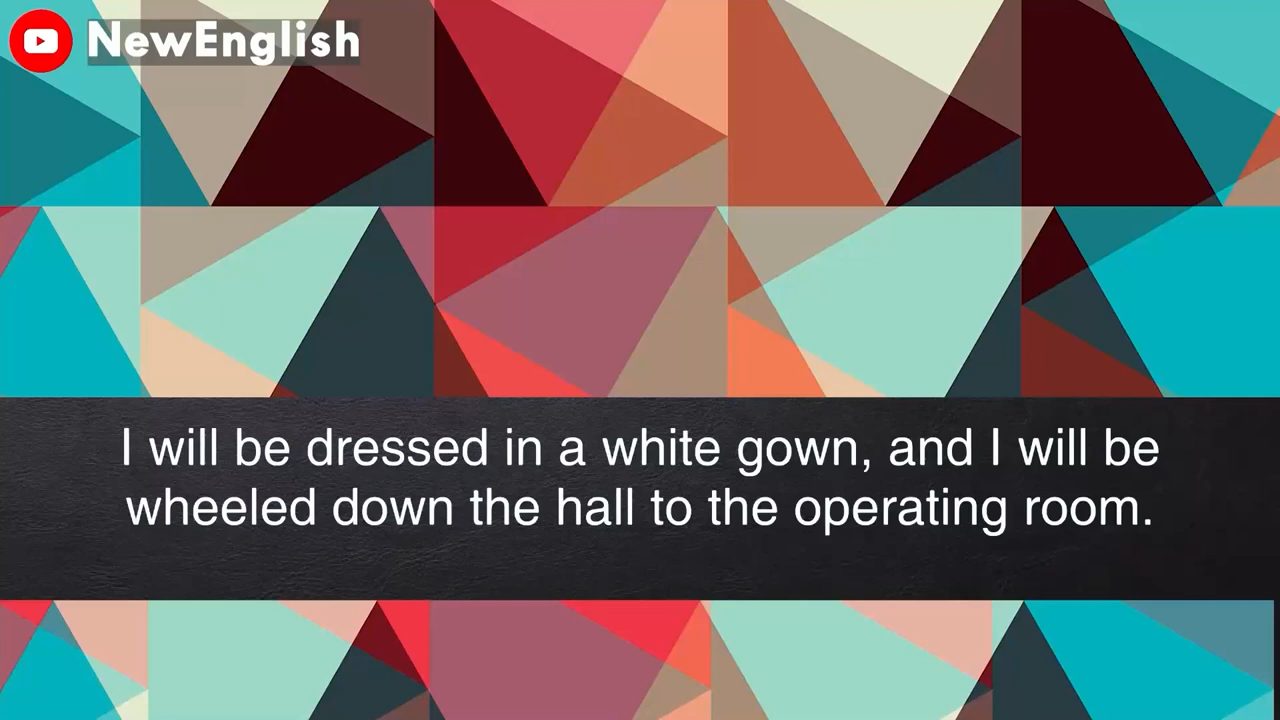 NewEnglish
I will be dressed in a white gown, and I will be
wheeled down the hall to the operating room.